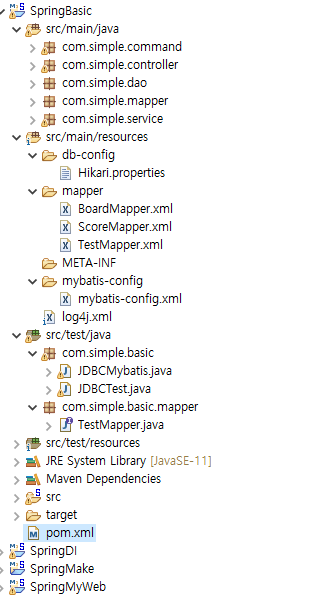 SpringBasic
src/main/java
com.simple.command
com.simple.controller
com.simple.dao
com.simple.mapper
com.simple.service
src/main/resources
db-config
Hikari.properties
mapper
BoardMapper.xml
ScoreMapper.xml
TestMapper.xml
META-INF
mybatis-config
mybatis-config.xml
log4j.xml
src/test/java
com.simple.basic
JDBCMybatis.java
JDBCTest.java
com.simple.basic.mapper
TestMapper.java
src/test/resources
JRE System Library [JavaSE-11]
Maven Dependencies
src
target
pom.xml
SpringDI
SpringMake
SpringMyWeb